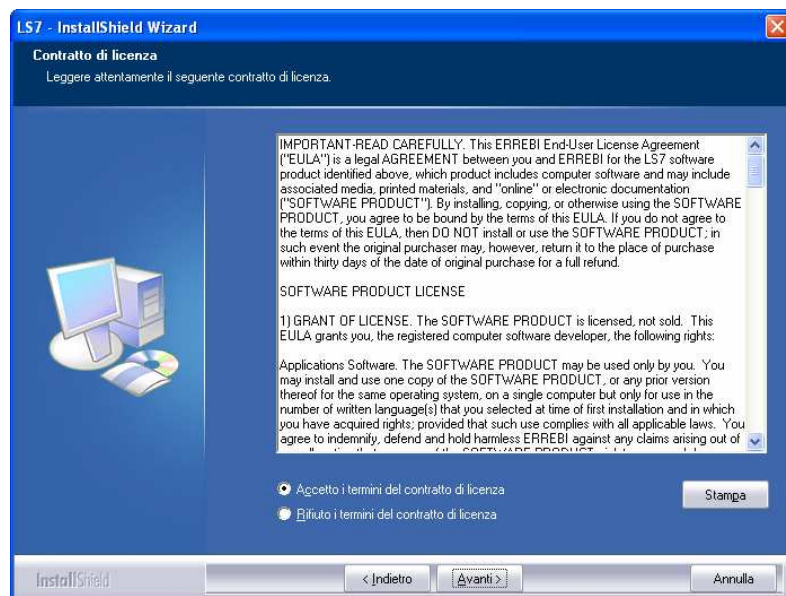 LS7 - InstallShield Wizard
Contratto di licenza
Leggere attentamente il seguente contratto di licenza.
IMPORTANT-READ CAREFULLY. This ERREBI End-User License Agreement
("EULA") is a legal AGREEMENT between you and ERREBI for the LS7 software
product identified above, which product includes computer software and may include
associated media, printed materials, and "online" or electronic documentation
("SOFTWARE PRODUCT"). By installing, copying, or otherwise using the SOFTWARE
PRODUCT, you agree to be bound by the terms of this EULA. If you do not agree to
the terms of this EULA, then DO NOT install or use the SOFTWARE PRODUCT; in
such event the original purchaser may, however, return it to the place of purchase
within thirty days of the date of original purchase for a full refund.
SOFTWARE PRODUCT LICENSE
1) GRANT OF LICENSE. The SOFTWARE PRODUCT is licensed, not sold. This
EULA grants you, the registered computer software developer, the following rights:
Applications Software. The SOFTWARE PRODUCT may be used only by you. You
may install and use one copy of the SOFTWARE PRODUCT, or any prior version
thereof for the same operating system, on a single computer but only for use in the
number of written language(s) that you selected at time of first installation and in which
you have acquired rights; provided that such use complies with all applicable laws. You
agree to indemnify, defend and hold harmless ERREBI against any claims arising out of
Accetto i termini del contratto di licenza
Rifiuto i termini del contratto di licenza
Stampa
InstallShield
< Indietro
Avanti >
Annulla